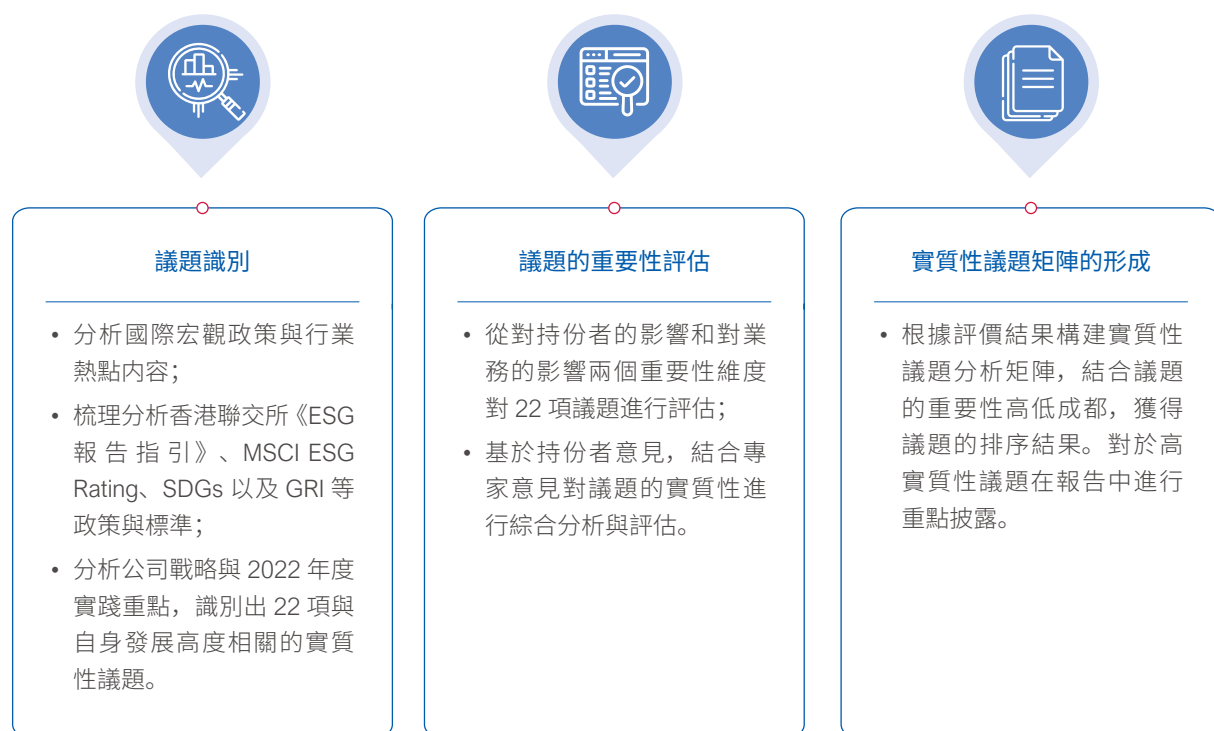 議題識別
• 分析國際宏觀政策與行業
熱點內容；
• 梳理分析香港聯交所《ESG
報告指引》、MSCI ESG
Rating、SDGs 以及 GRI 等
政策與標準；
• 分析公司戰略與 2022 年度
實踐重點，識別出 22 項與
自身發展高度相關的實質
性議題。
議題的重要性評估
• 從對持份者的影響和對業
務的影響兩個重要性維度
對 22 項議題進行評估；
• 基於持份者意見，結合專
家意見對議題的實質性進
行綜合分析與評估。
實質性議題矩陣的形成
• 根據評價結果構建實質性
議題分析矩陣，結合議題
的重要性高低成都，獲得
議題的排序結果。對於高
實質性議題在報告中進行
重點披露。